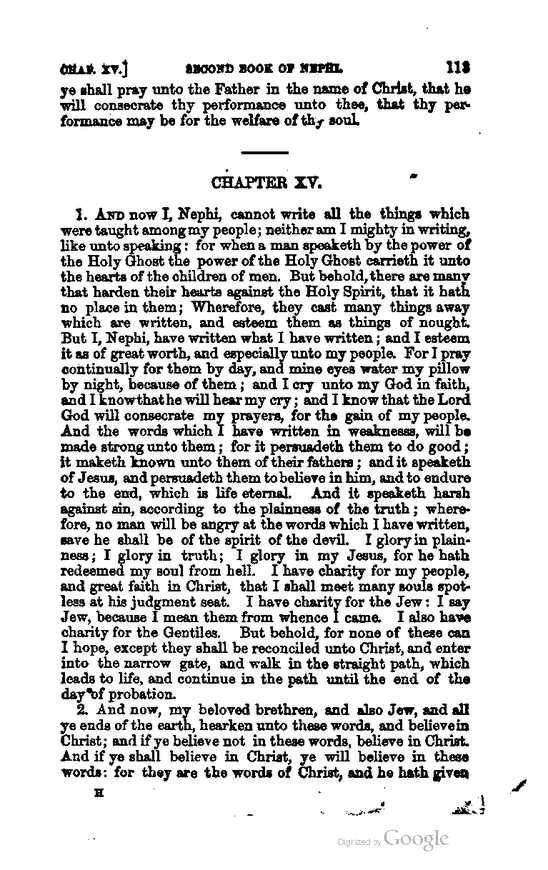 CHAP. XV.] SECOND BOOK OF NEPHI. 113
ye shall pray unto the Father in the name of Christ, that he
will consecrate thy performance unto thee, that thy per-
formance may be for the welfare of thy soul.
CHAPTER XV.
1. AND now I, Nephi, cannot write all the things which
were taught among my people; neither am I mighty in writing,
like unto speaking: for when a man speaketh by the power of
the Holy Ghost the power of the Holy Ghost carrieth it unto
the hearts of the children of men. But behold, there are many
that harden their hearts against the Holy Spirit, that it hath
no place in them; Wherefore, they cast many things away
which are written, and esteem them as things of nought.
But I, Nephi, have written what I have written; and I esteem
it as of great worth, and especially unto my people. For I pray
continually for them by day, and mine eyes water my pillow
by night, because of them; and I cry unto my God in faith,
and I know that he will hear my cry; and I know that the Lord
God will consecrate my prayers, for the gain of my people.
And the words which I have written in weaknesss, will be
made strong unto them; for it persuadeth them to do good;
it maketh known unto them of their fathers; and it speaketh
of Jesus, and persuadeth them to believe in him, and to endure
to the end, which is life eternal. And it speaketh harsh
against sin, according to the plainness of the truth; where-
fore, no man will be angry at the words which I have written,
save he shall be of the spirit of the devil. I glory in plain-
ness; I glory in truth; I glory in my Jesus, for he hath
redeemed my soul from hell. I have charity for my people,
and great faith in Christ, that I shall meet many souls spot-
less at his judgment seat. I have charity for the Jew: I say
Jew, because I mean them from whence I came. I also have
charity for the Gentiles. But behold, for none of these can
I hope, except they shall be reconciled unto Christ, and enter
into the narrow gate, and walk in the straight path, which
leads to life, and continue in the path until the end of the
day of probation.
2. And now, my beloved brethren, and also Jew, and all
ye ends of the earth, hearken unto these words, and believe in
Christ; and if ye believe not in these words, believe in Christ.
And if ye shall believe in Christ, ye will believe in these
words: for they are the words of Christ, and he hath given
H
Digitized by Google